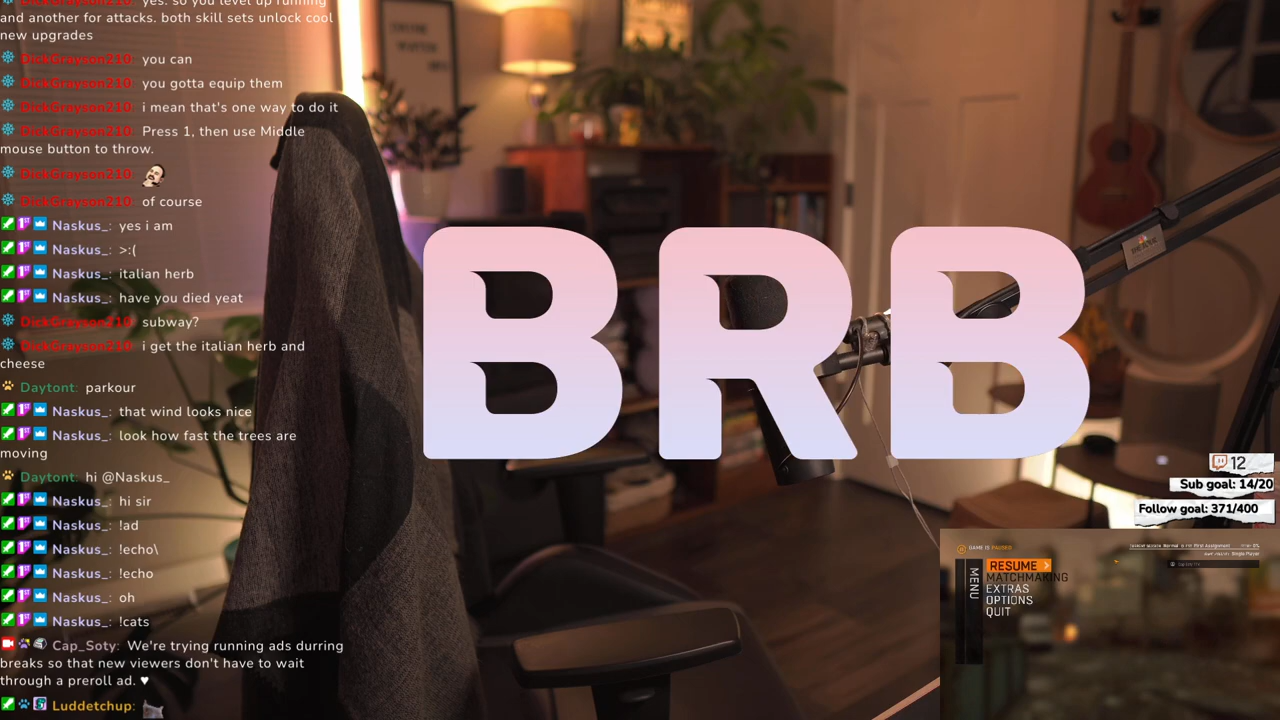 DickGrayson210: yes. so you level up running
and another for attacks. both skill sets unlock cool
new upgrades
DickGrayson210: you can
DickGrayson210: you gotta equip them
DickGrayson210: i mean that's one way to do it
DickGrayson210: Press 1, then use Middle
mouse button to throw.
DickGrayson210:
DickGrayson210: of course
Naskus_: yes i am
Naskus_: >:(
Naskus_: italian herb
Naskus_: have you died yeat
DickGrayson210: subway?
DickGrayson210: i get the italian herb and
cheese
Daytont: parkour
Naskus_: that wind looks nice
Naskus_: look how fast the trees are
moving
Daytont: hi @Naskus_
Naskus_: hi sir
Naskus_: !ad
Naskus_: !echo\
Naskus_: !echo
Naskus_: oh
Naskus_: !cats
Cap_Soty: We're trying running ads durring
breaks so that new viewers don't have to wait
through a preroll ad. ♥
Luddetchup:
BRB
12
Sub goal: 14/20
Follow goal: 371/400
GAME IS PAUSED
MENU
RESUME
MATCHMAKING
EXTRAS
OPTIONS
QUIT